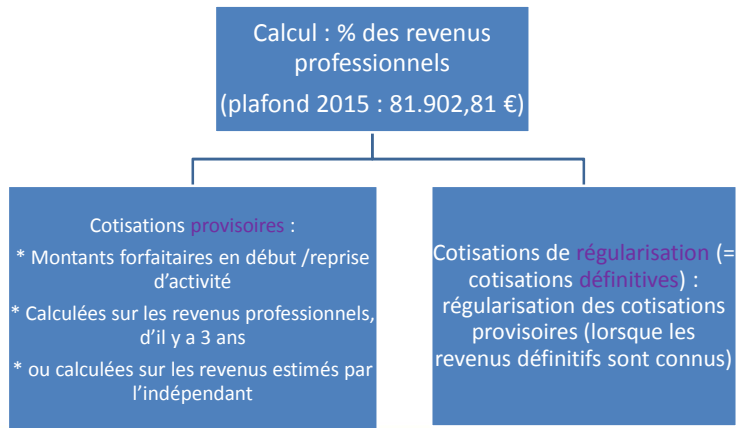 Calcul : % des revenus
professionnels
(plafond 2015 : 81.902,81 €)
Cotisations provisoires :
* Montants forfaitaires en début /reprise
d’activité
* Calculées sur les revenus professionnels,
d’il y a 3 ans
* ou calculées sur les revenus estimés par
l’indépendant
Cotisations de régularisation (=
cotisations définitives) :
régularisation des cotisations
provisoires (lorsque les
revenus définitifs sont connus)